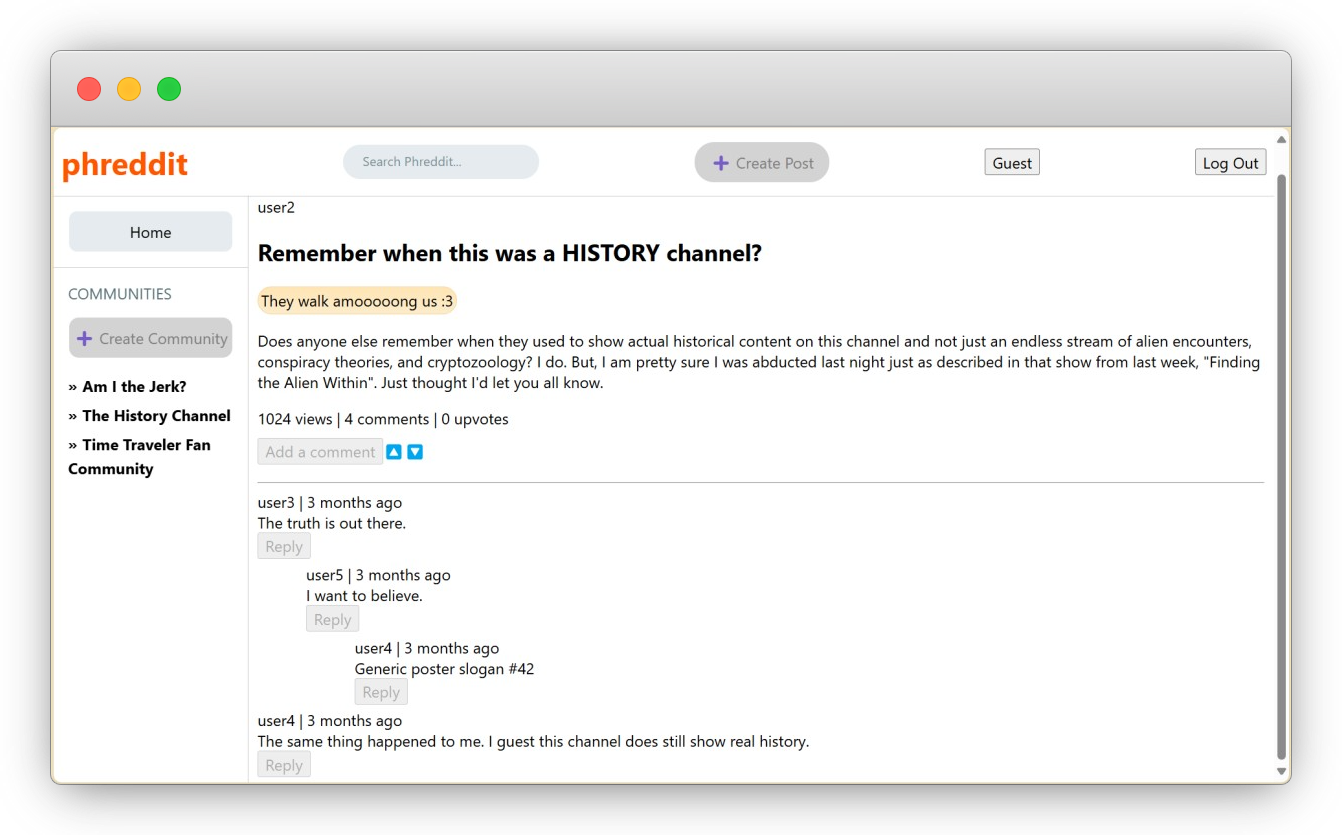 phreddit
Search Phreddit...
+ Create Post
Guest
Log Out
Home
COMMUNITIES
+ Create Community
» Am I the Jerk?
» The History Channel
» Time Traveler Fan
Community
user2
Remember when this was a HISTORY channel?
They walk amooooong us :3
Does anyone else remember when they used to show actual historical content on this channel and not just an endless stream of alien encounters,
conspiracy theories, and cryptozoology? I do. But, I am pretty sure I was abducted last night just as described in that show from last week, "Finding
the Alien Within". Just thought I'd let you all know.
1024 views | 4 comments | 0 upvotes
Add a comment
user3 | 3 months ago
The truth is out there.
Reply
user5 | 3 months ago
I want to believe.
Reply
user4 | 3 months ago
Generic poster slogan #42
Reply
user4 | 3 months ago
The same thing happened to me. I guest this channel does still show real history.
Reply